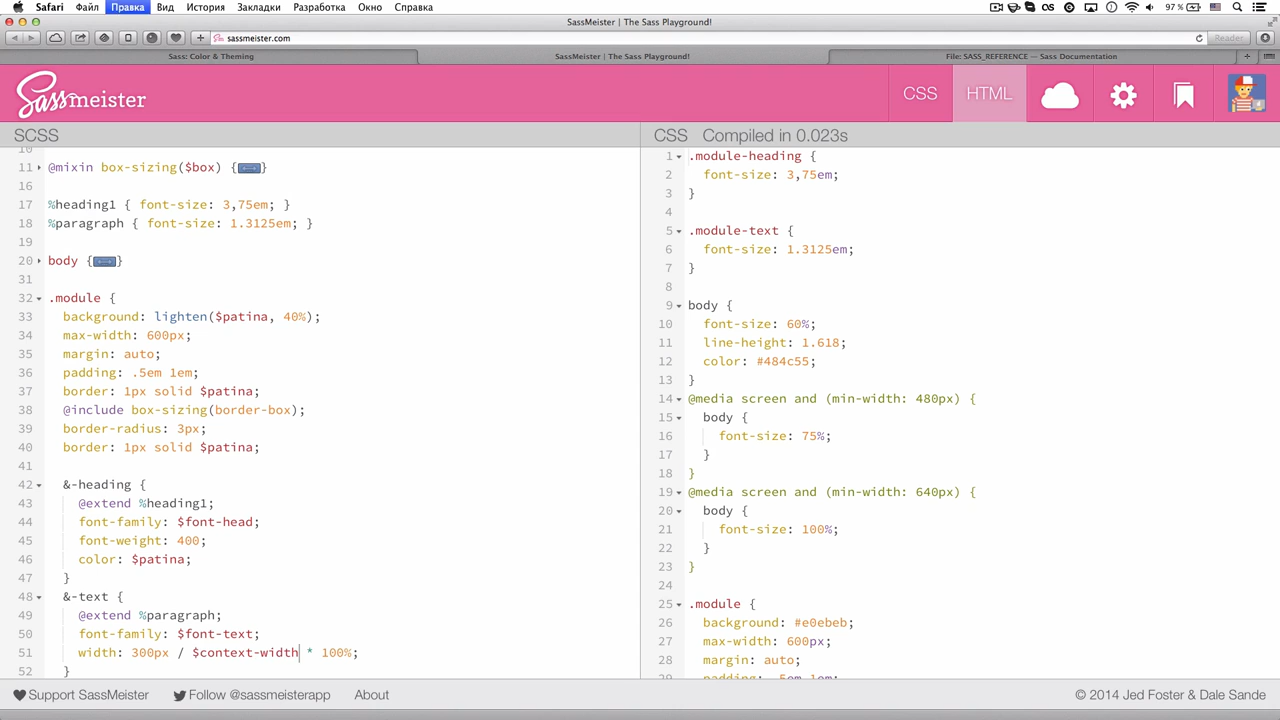 Safari Файл Правка Вид История Закладки Разработка Окно Справка 97 %
SassMeister | The Sass Playground!
sassmeister.com Reader
Sass: Color & Theming SassMeister | The Sass Playground! File: SASS_REFERENCE — Sass Documentation
SassMeister CSS HTML
SCSS
10
11 @mixin box-sizing($box) {
16
17 %heading1 { font-size: 3,75em; }
18 %paragraph { font-size: 1.3125em; }
19
20 body { }
31
32 .module {
33 background: lighten($patina, 40%);
34 max-width: 600px;
35 margin: auto;
36 padding: .5em 1em;
37 border: 1px solid $patina;
38 @include box-sizing(border-box);
39 border-radius: 3px;
40 border: 1px solid $patina;
41
42 &-heading {
43 @extend %heading1;
44 font-family: $font-head;
45 font-weight: 400;
46 color: $patina;
47 }
48 &-text {
49 @extend %paragraph;
50 font-family: $font-text;
51 width: 300px / $context-width * 100%;
52 }
CSS Compiled in 0.023s
1 .module-heading {
2 font-size: 3,75em;
3 }
4
5 .module-text {
6 font-size: 1.3125em;
7 }
8
9 body {
10 font-size: 60%;
11 line-height: 1.618;
12 color: #484c55;
13 }
14 @media screen and (min-width: 480px) {
15 body {
16 font-size: 75%;
17 }
18 }
19 @media screen and (min-width: 640px) {
20 body {
21 font-size: 100%;
22 }
23 }
24
25 .module {
26 background: #e0ebeb;
27 max-width: 600px;
28 margin: auto;
29 padding: .5em 1em;
Support SassMeister Follow @sassmeisterapp About © 2014 Jed Foster & Dale Sande